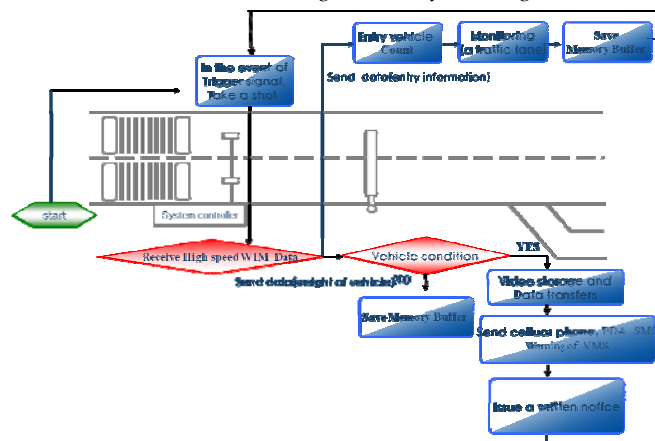 Entry vehicle
Count
Monitoring
(a traffic lane)
Save
Memory Buffer
In the event of
Trigger signal,
Take a shot
Send data(entry information)
start
System controller
Receive High speed WIM Data
Vehicle condition
YES
Send data(weight of vehicle)
NO
Video storage and
Data transfers
Save Memory Buffer
Send celluar phone, PDA, SMS
Warning of VMS
Issue a written notice